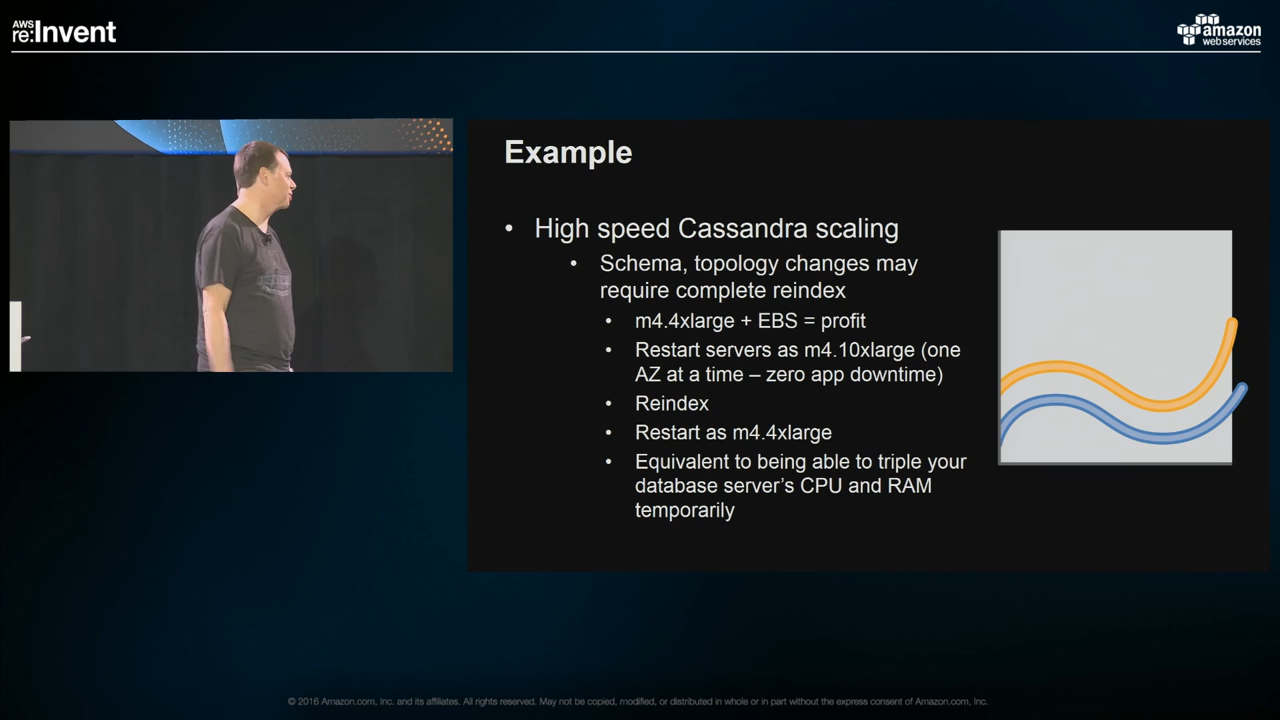 AWS
re:Invent
amazon
web services
Example
• High speed Cassandra scaling
• Schema, topology changes may
require complete reindex
• m4.4xlarge + EBS = profit
• Restart servers as m4.10xlarge (one
AZ at a time – zero app downtime)
• Reindex
• Restart as m4.4xlarge
• Equivalent to being able to triple your
database server's CPU and RAM
temporarily
© 2016 Amazon.com, Inc. and its affiliates. All rights reserved. May not be copied, modified, or distributed in whole or in part without the express consent of Amazon.com, Inc.